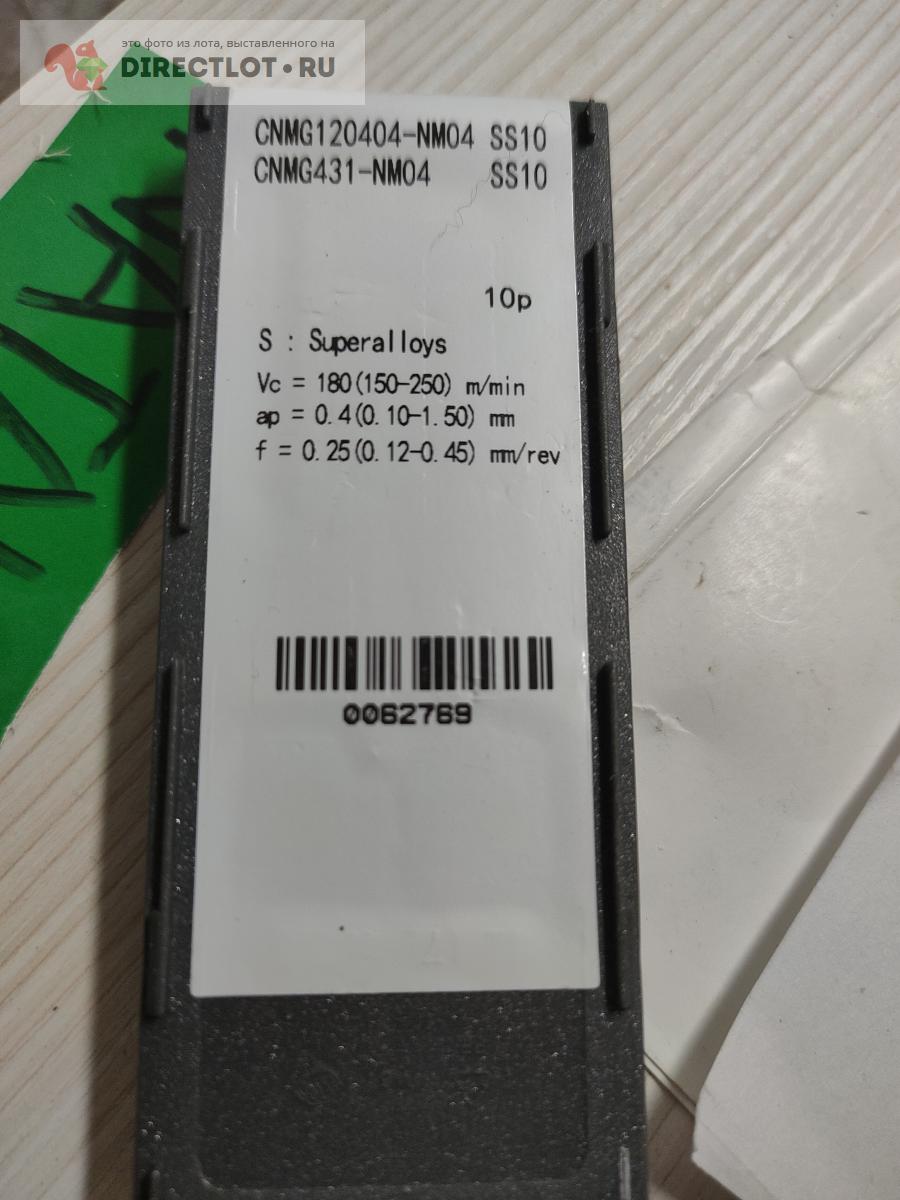 это фото из лота, выставленного на
DIRECTLOT•RU
CNMG120404-NM04 SS10
CNMG431-NM04 SS10
10p
S : Superalloys
Vc = 180(150-250) m/min
ap = 0.4(0.10-1.50) mm
f = 0.25(0.12-0.45) mm/rev
0062769